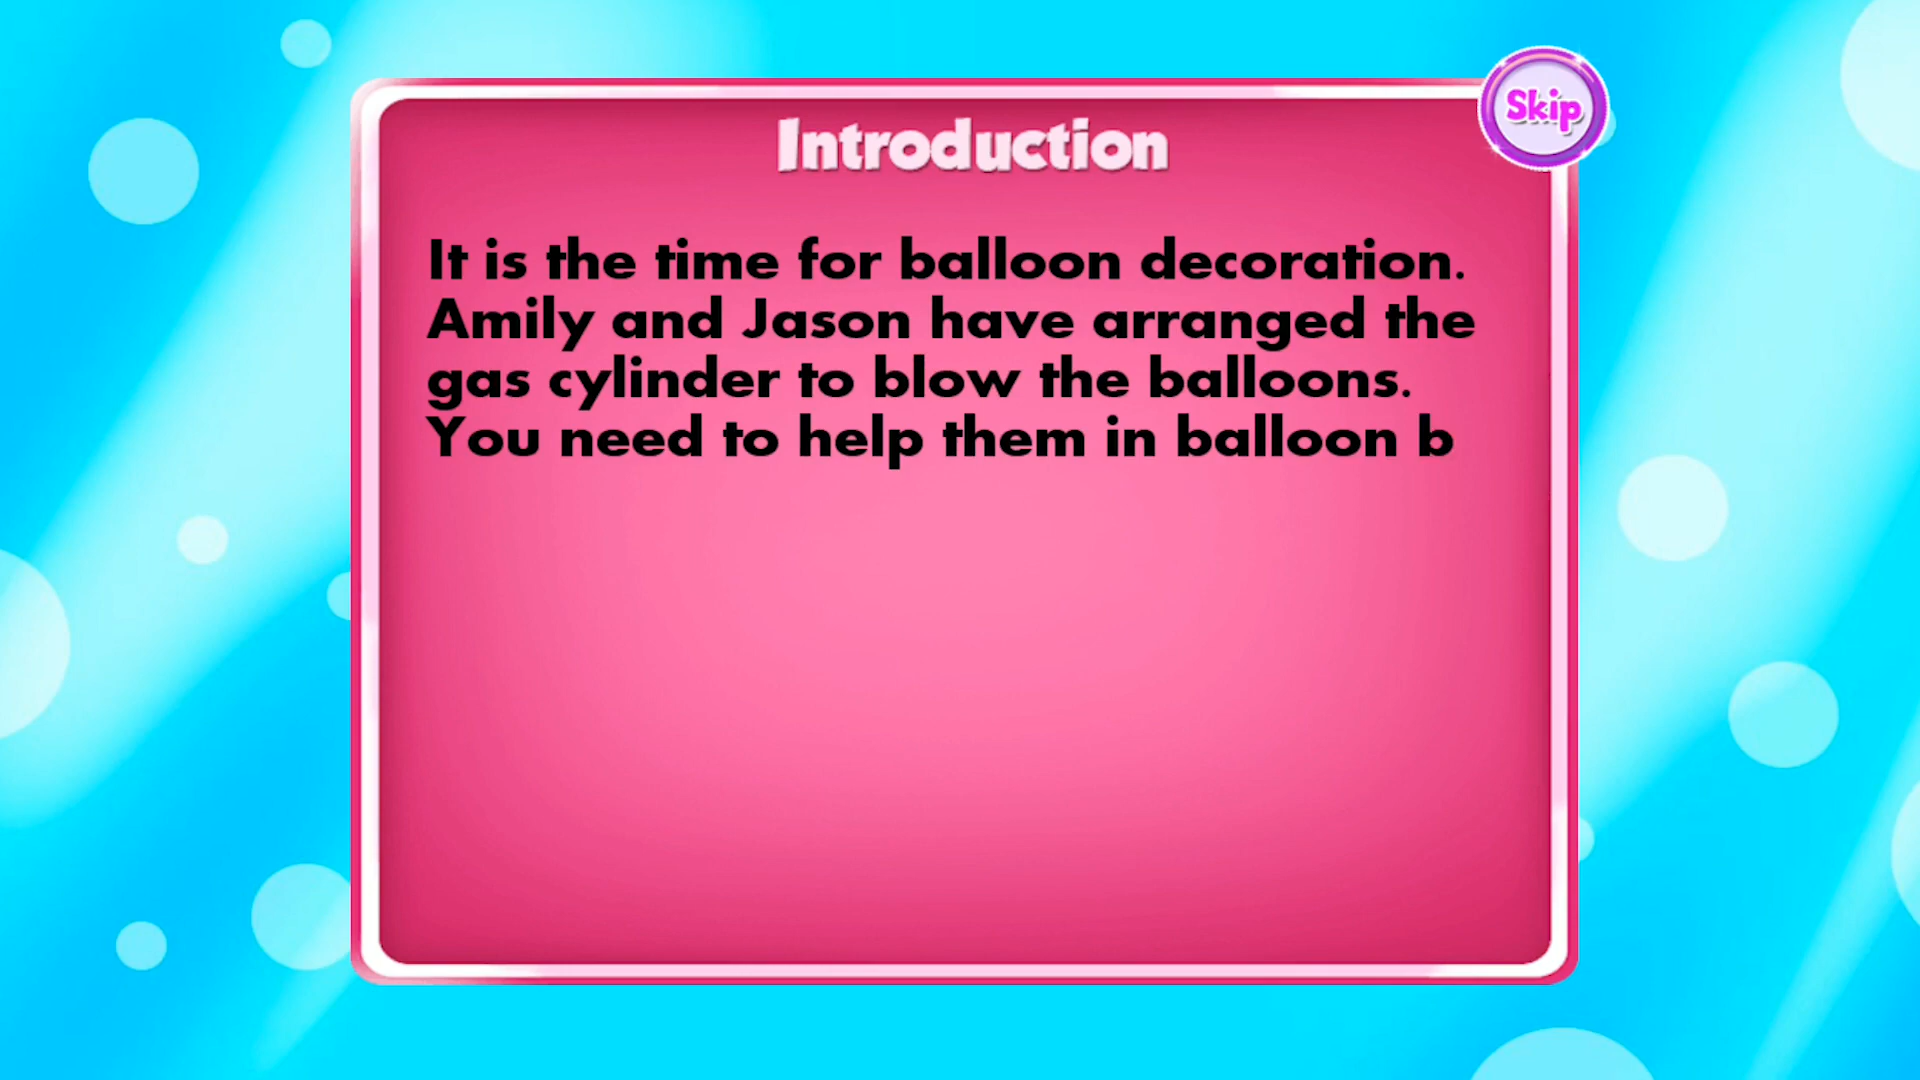 Introduction
Skip
It is the time for balloon decoration.
Amily and Jason have arranged the
gas cylinder to blow the balloons.
You need to help them in balloon b